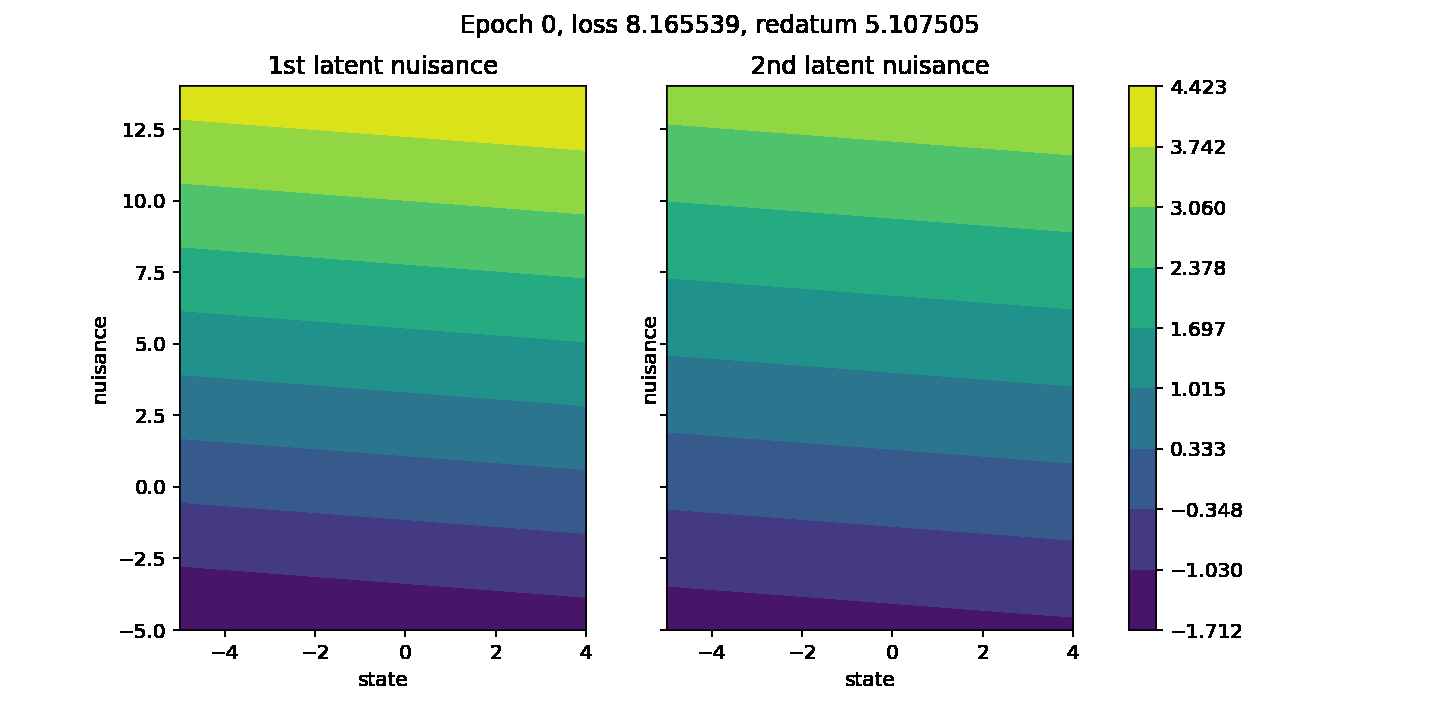 Epoch 0, loss 8.165539, redatum 5.107505
1st latent nuisance
2nd latent nuisance
12.5
10.0
7.5
5.0
2.5
0.0
−2.5
−5.0
nuisance
−4 −2 0 2 4
state
nuisance
−4 −2 0 2 4
state
4.423
3.742
3.060
2.378
1.697
1.015
0.333
−0.348
−1.030
−1.712